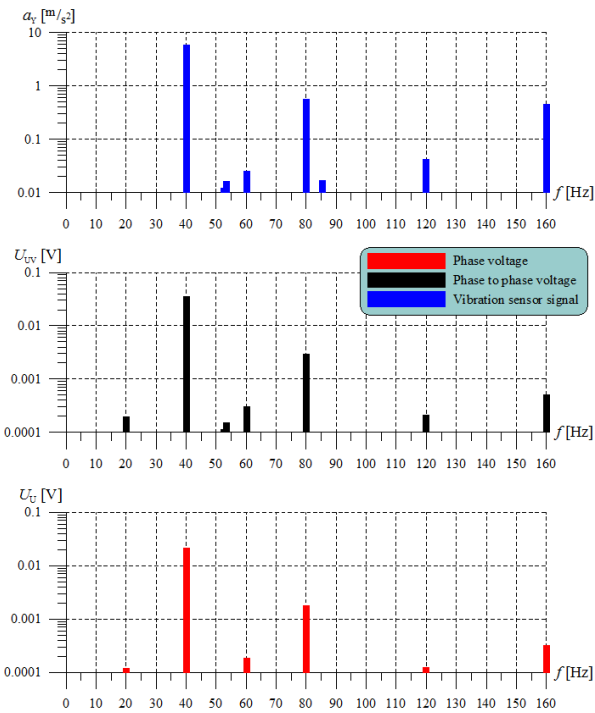 aY [m/s2]
10
1
0.1
0.01
0 10 20 30 40 50 60 70 80 90 100 110 120 130 140 150 160
f [Hz]
UUV [V]
Phase voltage
Phase to phase voltage
Vibration sensor signal
0.1
0.01
0.001
0.0001
0 10 20 30 40 50 60 70 80 90 100 110 120 130 140 150 160
f [Hz]
UU [V]
0.1
0.01
0.001
0.0001
0 10 20 30 40 50 60 70 80 90 100 110 120 130 140 150 160
f [Hz]